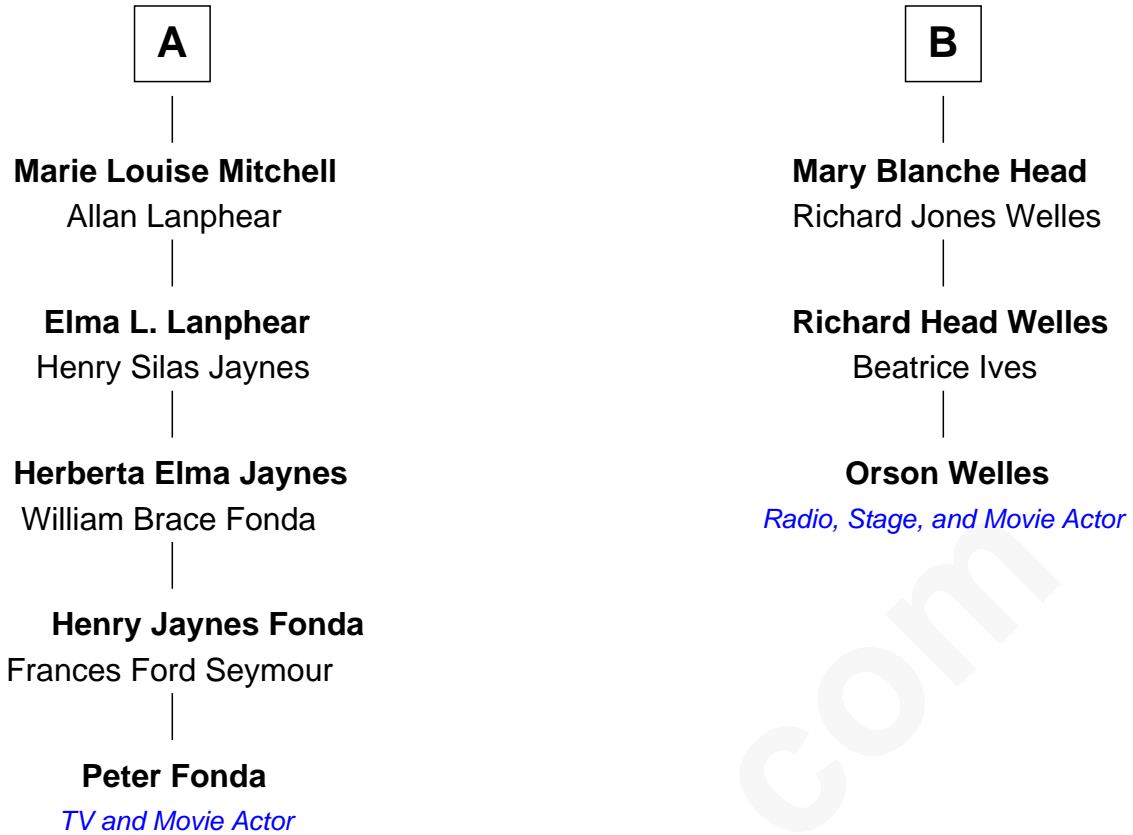 A
Marie Louise Mitchell
Allan Lanphear
Elma L. Lanphear
Henry Silas Jaynes
Herberta Elma Jaynes
William Brace Fonda
Henry Jaynes Fonda
Frances Ford Seymour
Peter Fonda
TV and Movie Actor
B
Mary Blanche Head
Richard Jones Welles
Richard Head Welles
Beatrice Ives
Orson Welles
Radio, Stage, and Movie Actor
com